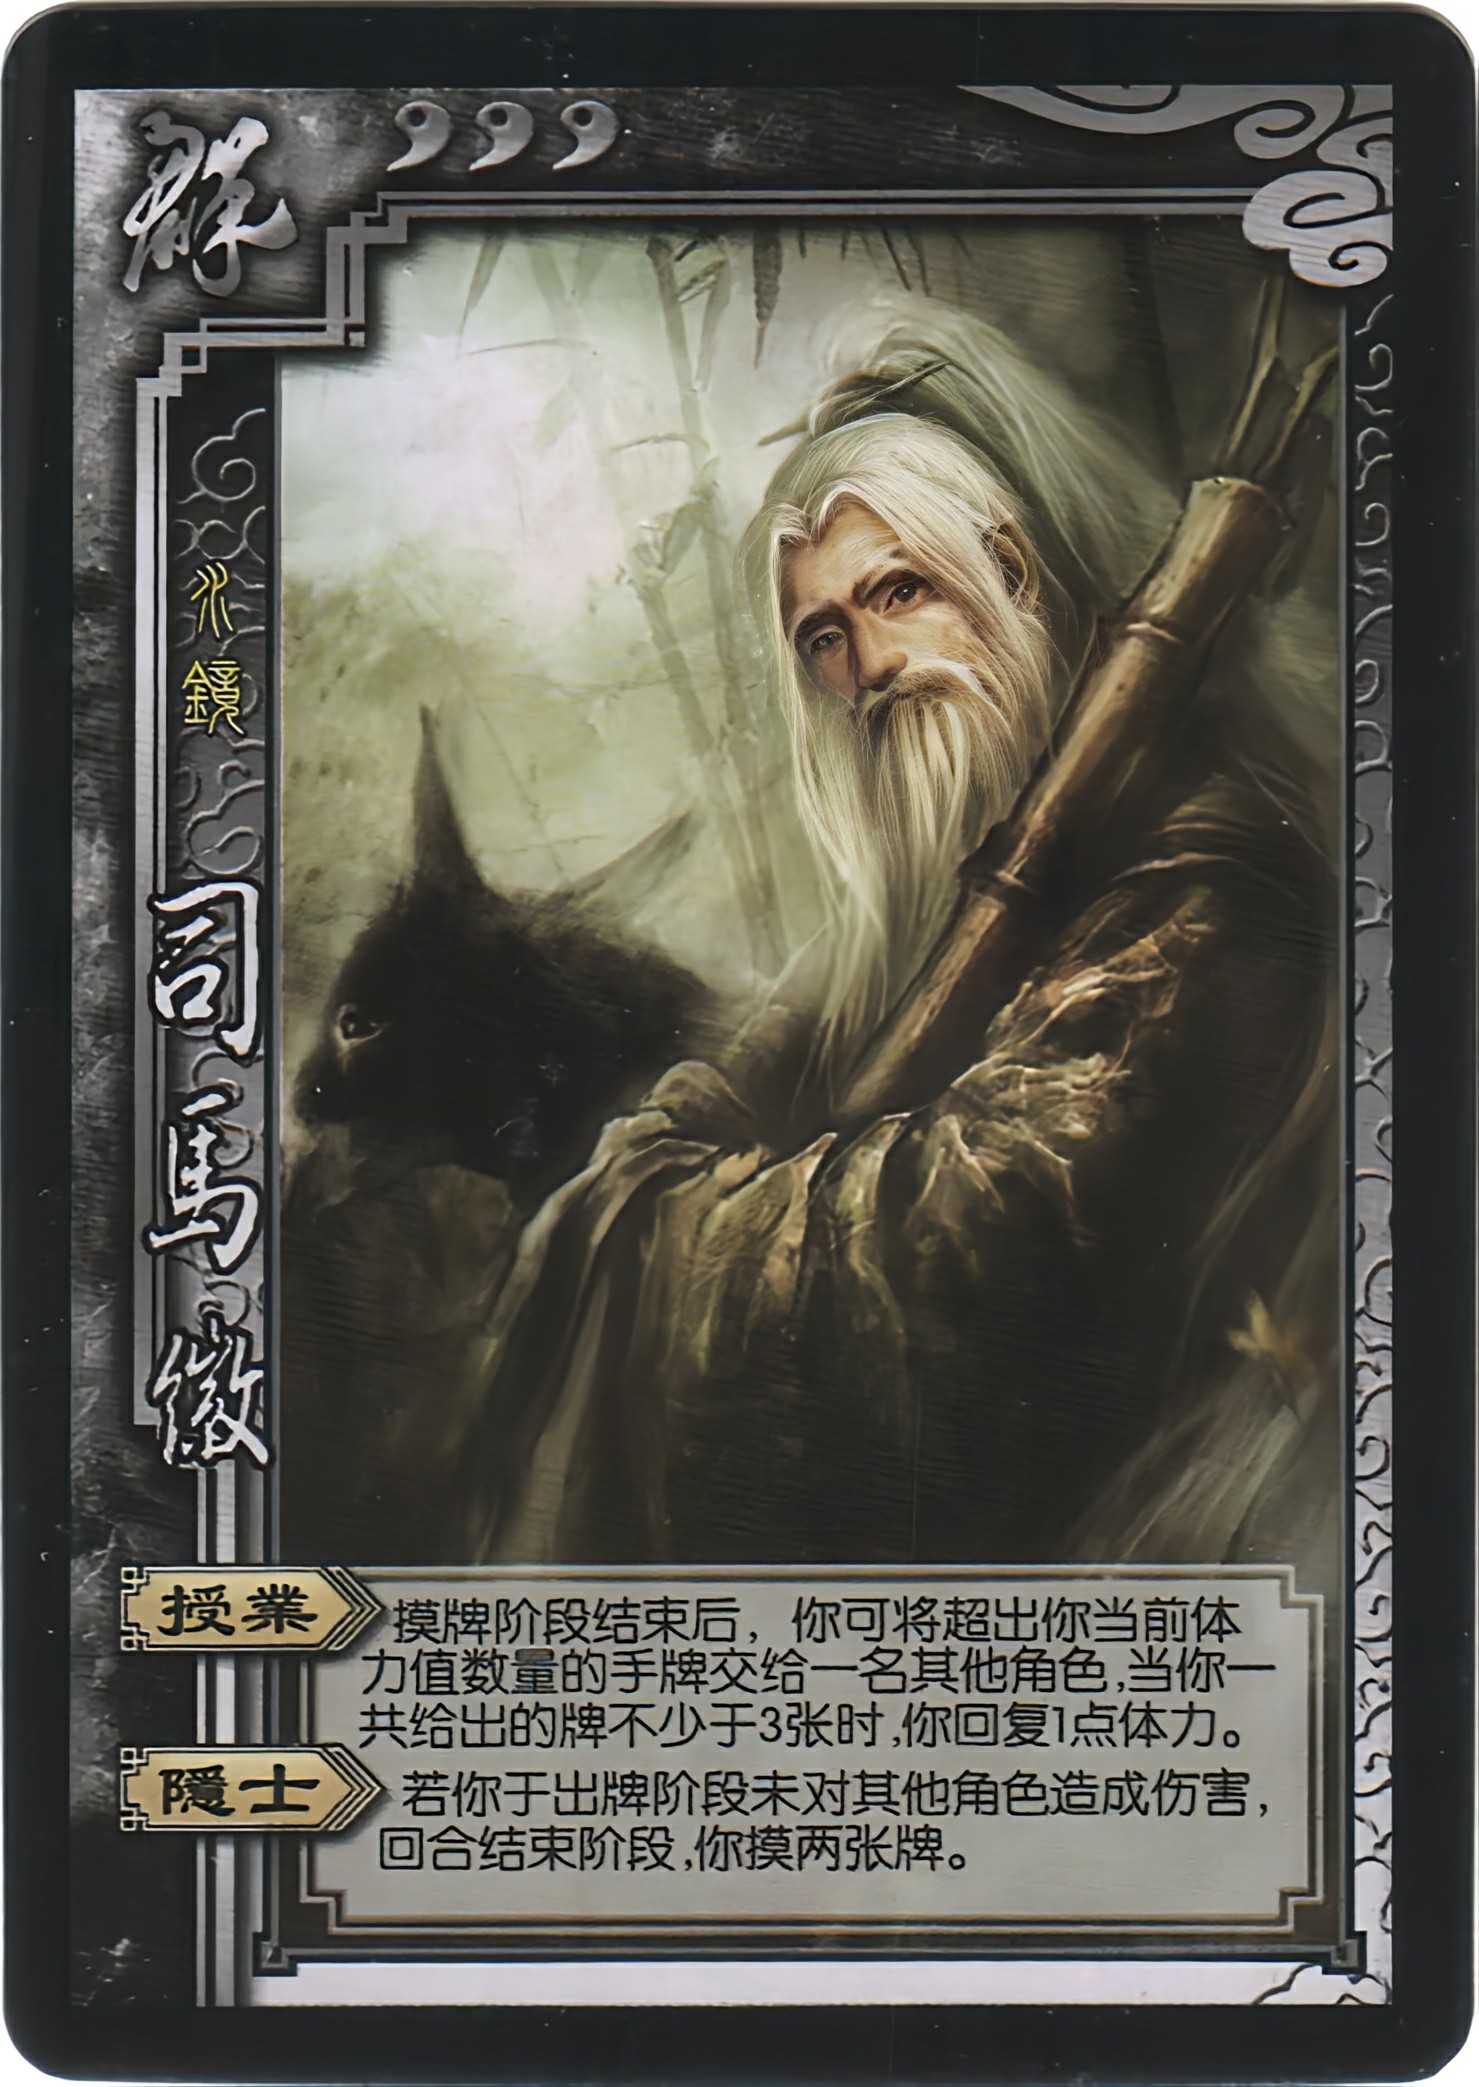 群
水鏡
司馬徽
授業
摸牌阶段结束后，你可将超出你当前体
力值数量的手牌交给一名其他角色,当你一
共给出的牌不少于3张时,你回复1点体力。
隱士
若你于出牌阶段未对其他角色造成伤害，
回合结束阶段,你摸两张牌。